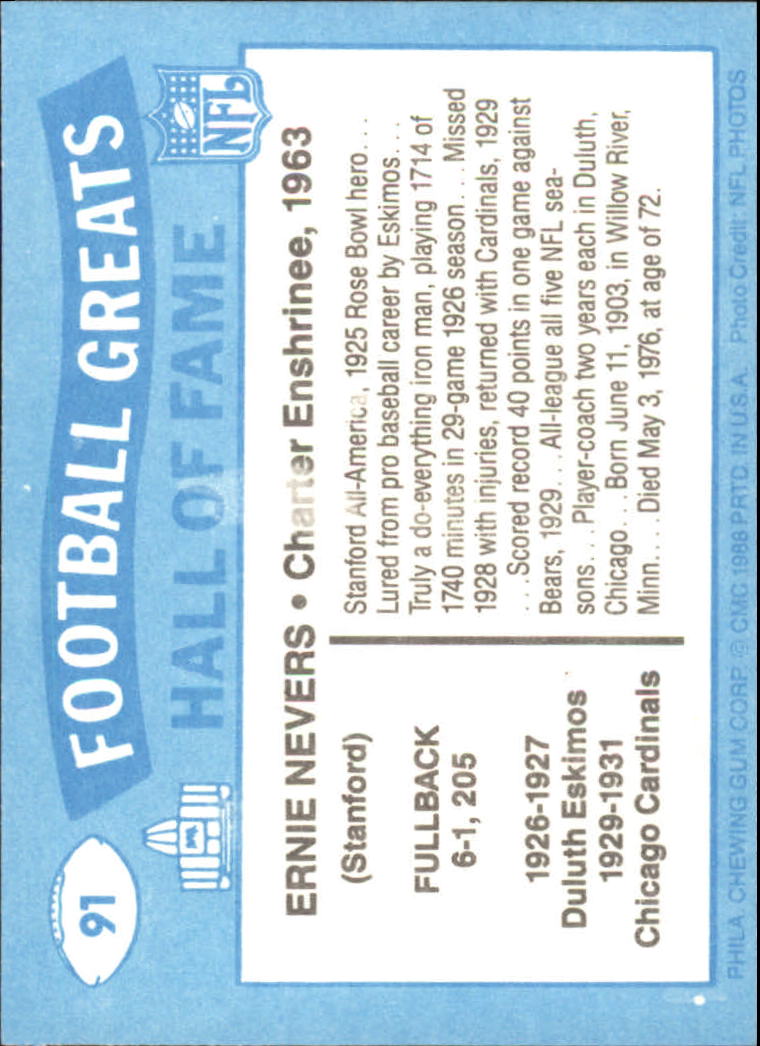 91
FOOTBALL GREATS
HALL OF FAME
NFL
ERNIE NEVERS • Charter Enshrinee, 1963
(Stanford)
FULLBACK
6-1, 205
1926-1927
Duluth Eskimos
1929-1931
Chicago Cardinals
Stanford All-America, 1925 Rose Bowl hero...
Lured from pro baseball career by Eskimos....
Truly a do-everything iron man, playing 1714 of
1740 minutes in 29-game 1926 season.... Missed
1928 with injuries, returned with Cardinals, 1929
...Scored record 40 points in one game against
Bears, 1929... All-league all five NFL sea-
sons... Player-coach two years each in Duluth,
Chicago... Born June 11, 1903, in Willow River,
Minn.... Died May 3, 1976, at age of 72.
PHILA. CHEWING GUM CORP. © CMC 1988 PRTD. IN U.S.A. Photo Credit: NFL PHOTOS